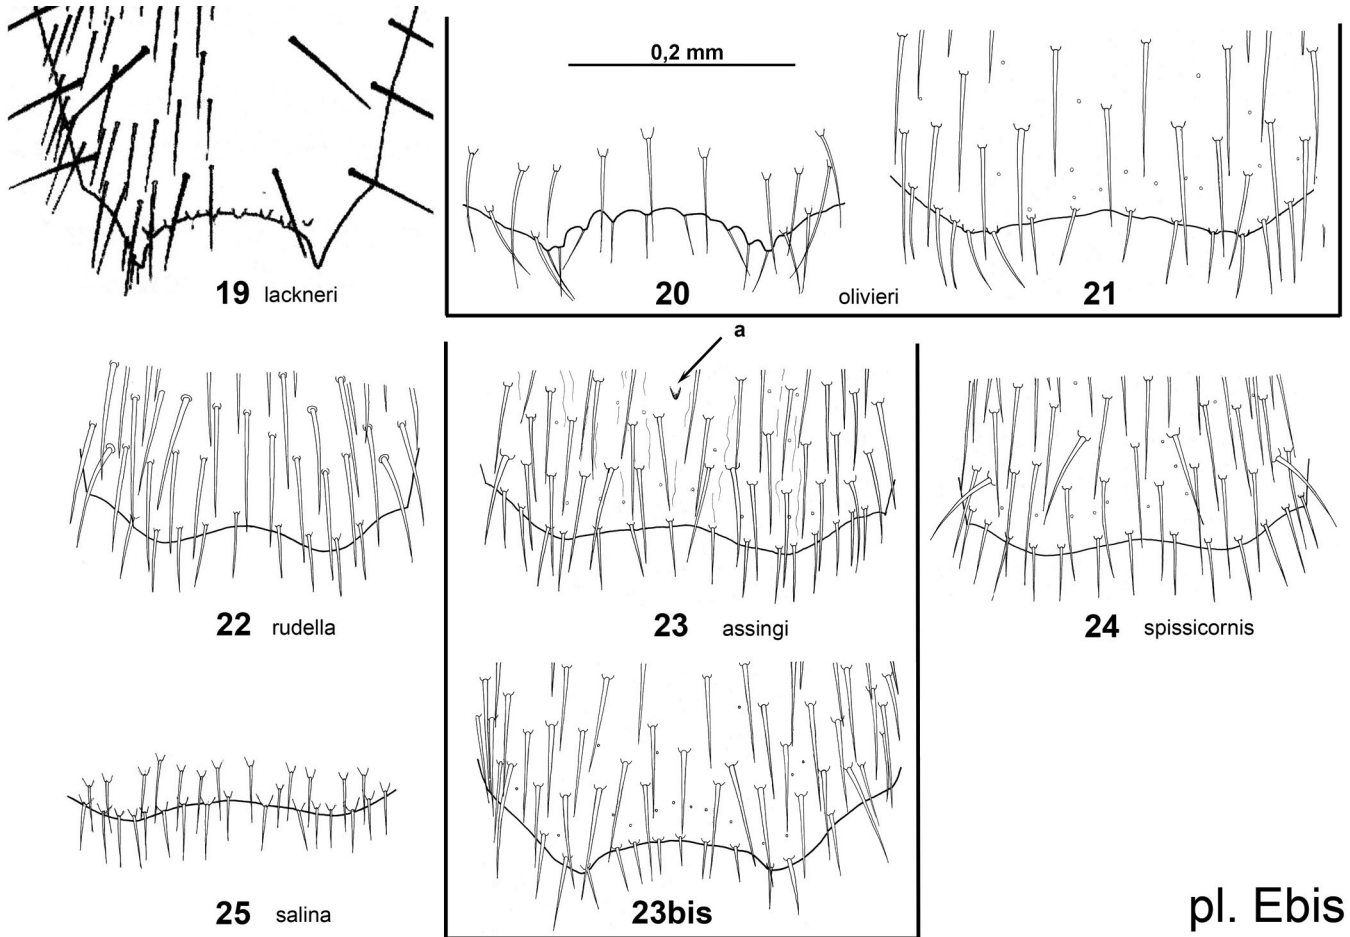 0,2 mm
19 lackneri
20 olivieri 21
a
22 rudella
23 assingi
24 spissicornis
25 salina
23bis
pl. Ebis